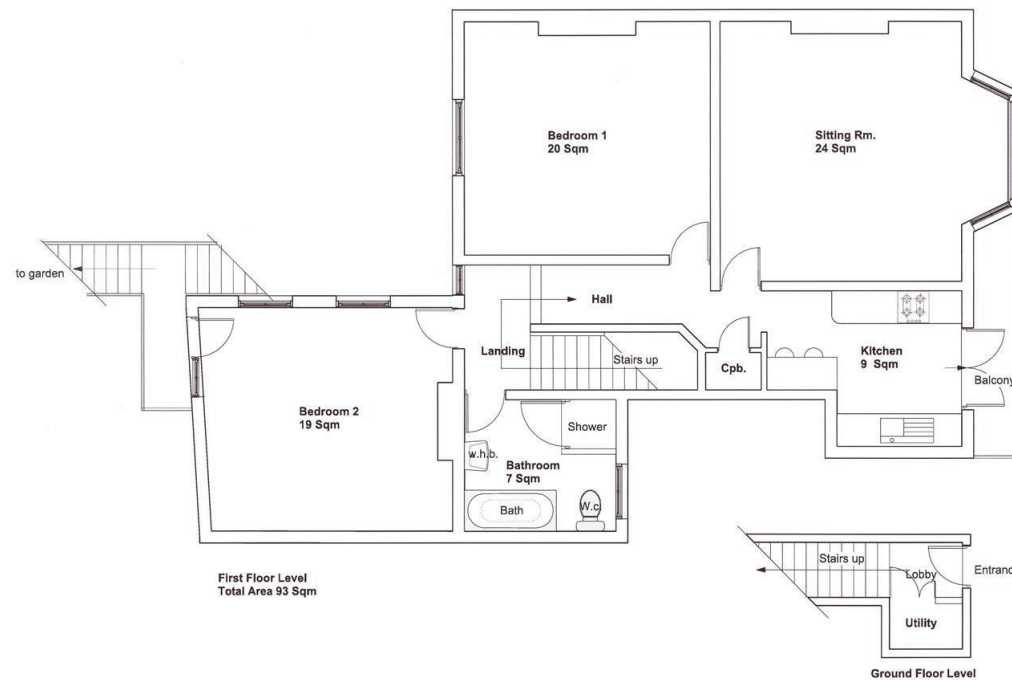 Bedroom 1
20 Sqm
Sitting Rm.
24 Sqm
to garden
Hall
Landing
Stairs up
Cpb.
Kitchen
9 Sqm
Balcony
Bedroom 2
19 Sqm
Shower
w.h.b.
Bathroom
7 Sqm
Bath
W.c.
First Floor Level
Total Area 93 Sqm
Stairs up
Lobby
Entranc
Utility
Ground Floor Level